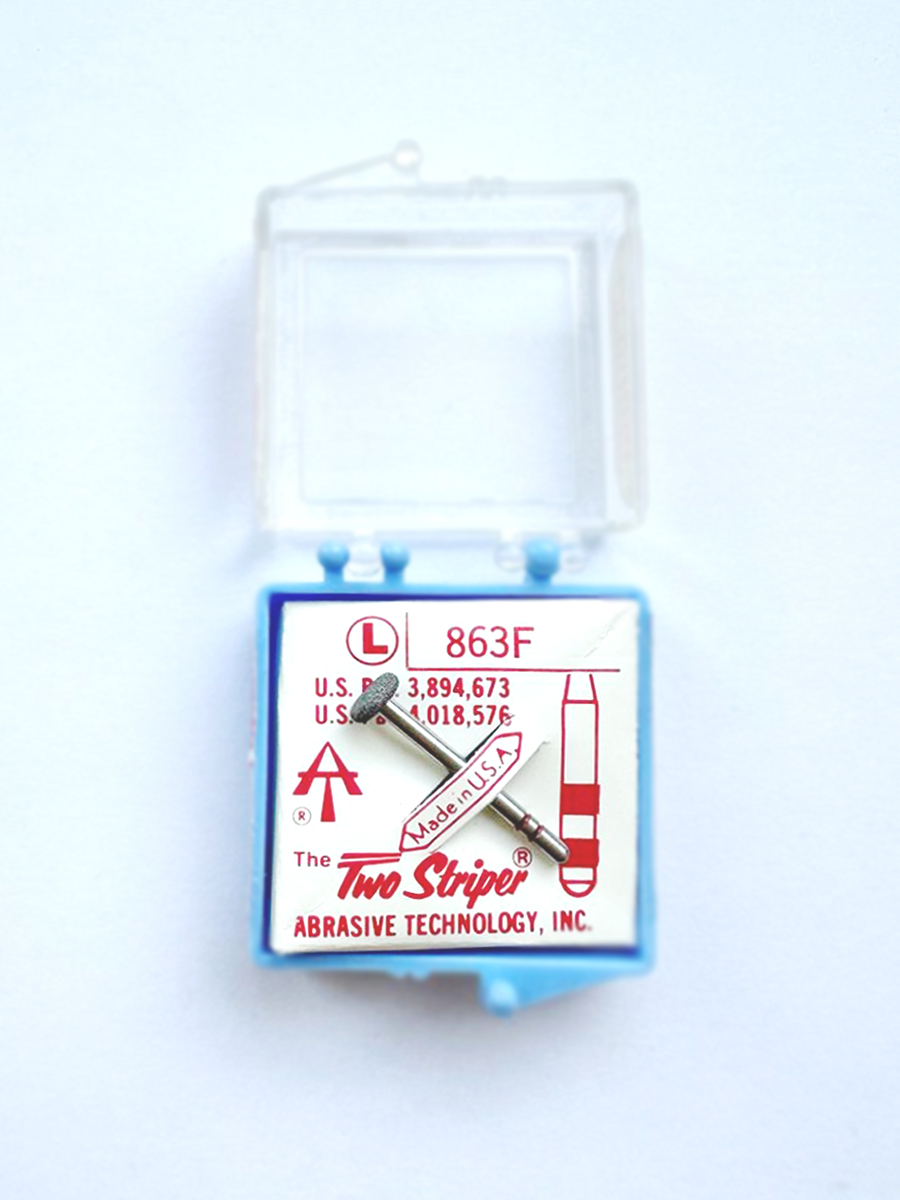 L 863F
U.S. 3,894,673
U.S. 4,018,576
Made in U.S.A.
®
The Two Striper®
ABRASIVE TECHNOLOGY, INC.